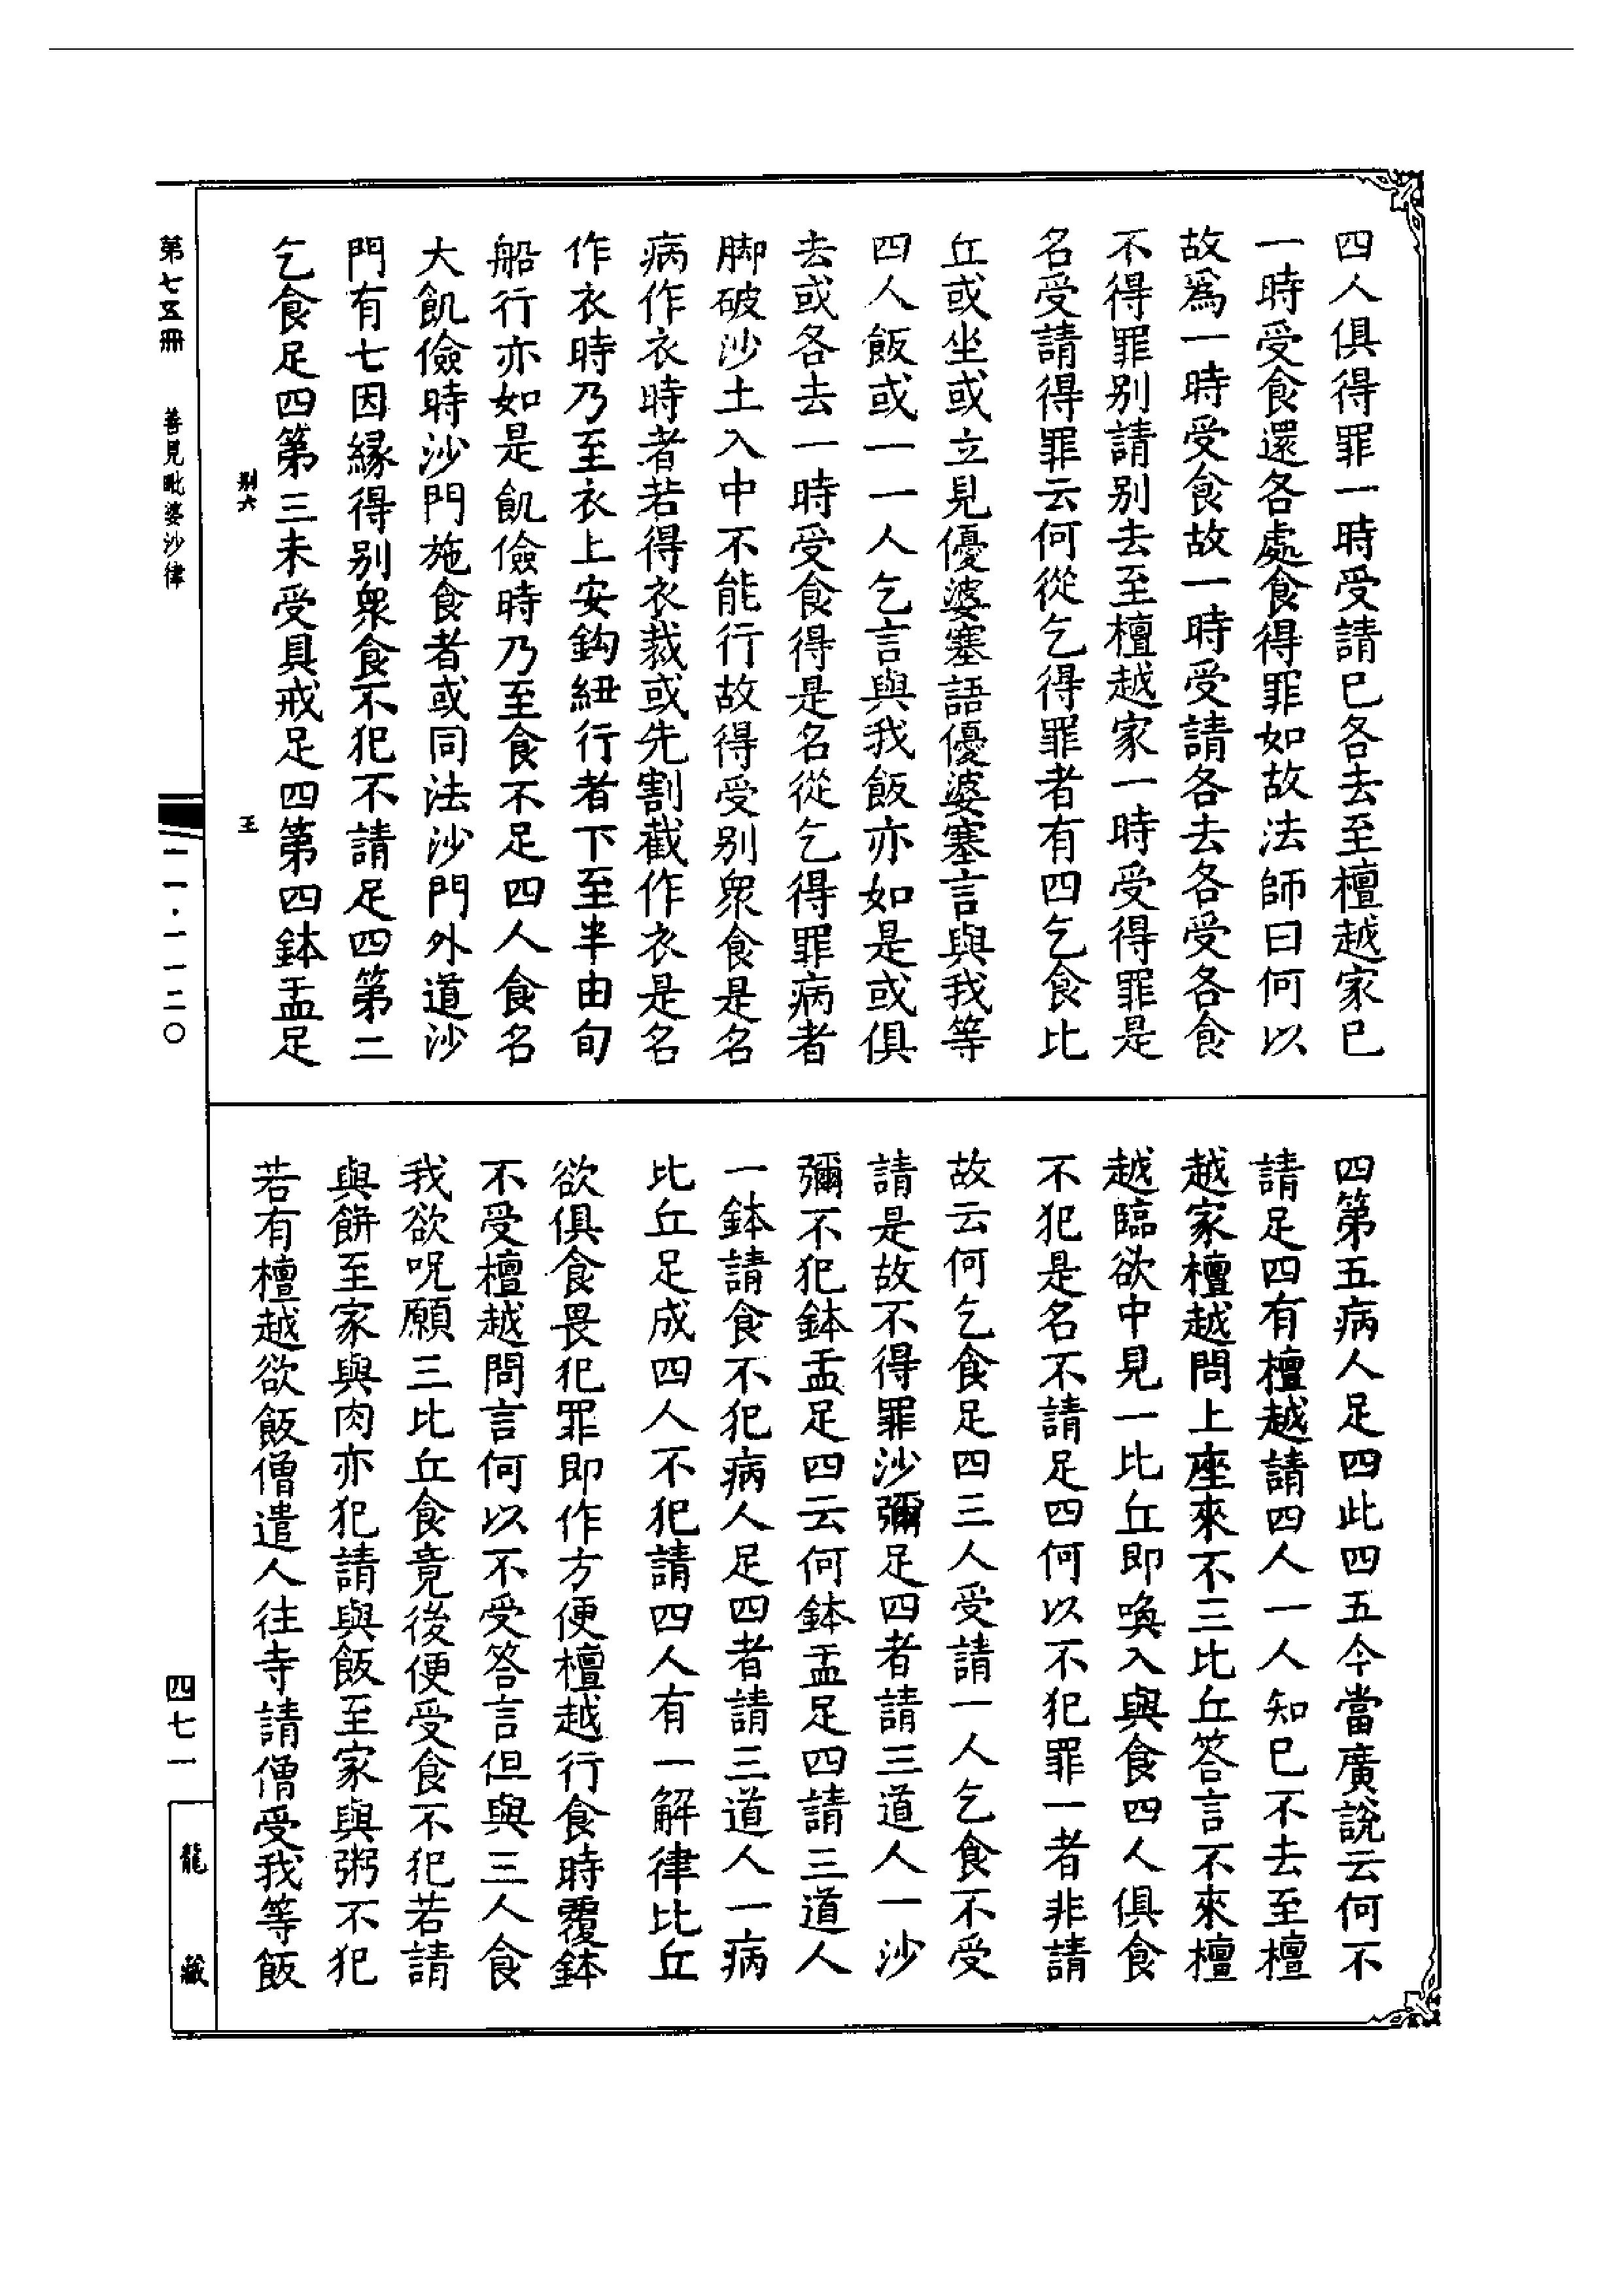 四人俱得罪一時受請已各去至檀越家已
一時受食還各處食得罪如故法師曰何以
故爲一時受食故一時受請各去各受各食
不得罪别請别去至檀越家一時受得罪是
名受請得罪云何從乞得罪者有四乞食比
丘或坐或立見優婆塞語優婆塞言與我等
四人飯或一一人乞言與我飯亦如是或俱
去或各去一時受食得是名從乞得罪病者
脚破沙土入中不能行故得受别衆食是名
病作衣時者若得衣裁或先割截作衣是名
作衣時乃至衣上安鈎紐行者下至半由旬
船行亦如是飢儉時乃至食不足四人食名
大飢儉時沙門施食者或同法沙門外道沙
門有七因緣得别衆食不犯不請足四第二
乞食足四第三未受具戒足四第四鉢盂足
别六
王
四第五病人足四此四五今當廣說云何不
請足四有檀越請四人一人知已不去至檀
越家檀越問上座來不三比丘答言不來檀
越臨欲中見一比丘即喚入與食四人俱食
不犯是名不請足四何以不犯罪一者非請
故云何乞食足四三人受請一人乞食不受
請是故不得罪沙彌足四者請三道人一沙
彌不犯鉢盂足四云何鉢盂足四請三道人
一鉢請食不犯病人足四者請三道人一病
比丘足成四人不犯請四人有一解律比丘
欲俱食畏犯罪即作方便檀越行食時覆鉢
不受檀越問言何以不受答言但與三人食
我欲呪願三比丘食竟後便受食不犯若請
與餅至家與肉亦犯請與飯至家與粥不犯
若有檀越欲飯僧遣人往寺請僧受我等飯
第七五冊
善見毗婆沙律
一一·一一二〇
四七一
龍藏